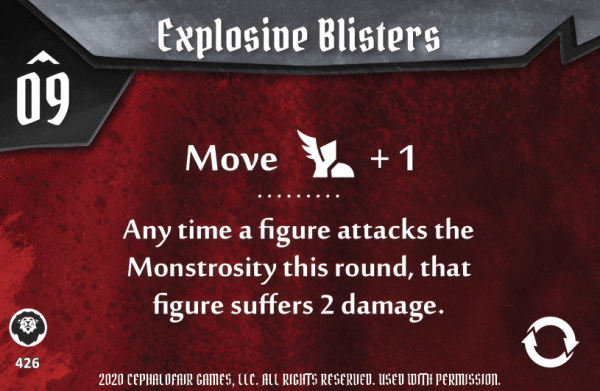 Explosive Blisters
09
Move + 1
Any time a figure attacks the
Monstrosity this round, that
figure suffers 2 damage.
426
2020 CEPHALOFAIR GAMES, LLC. ALL RIGHTS RESERVED. USED WITH PERMISSION.